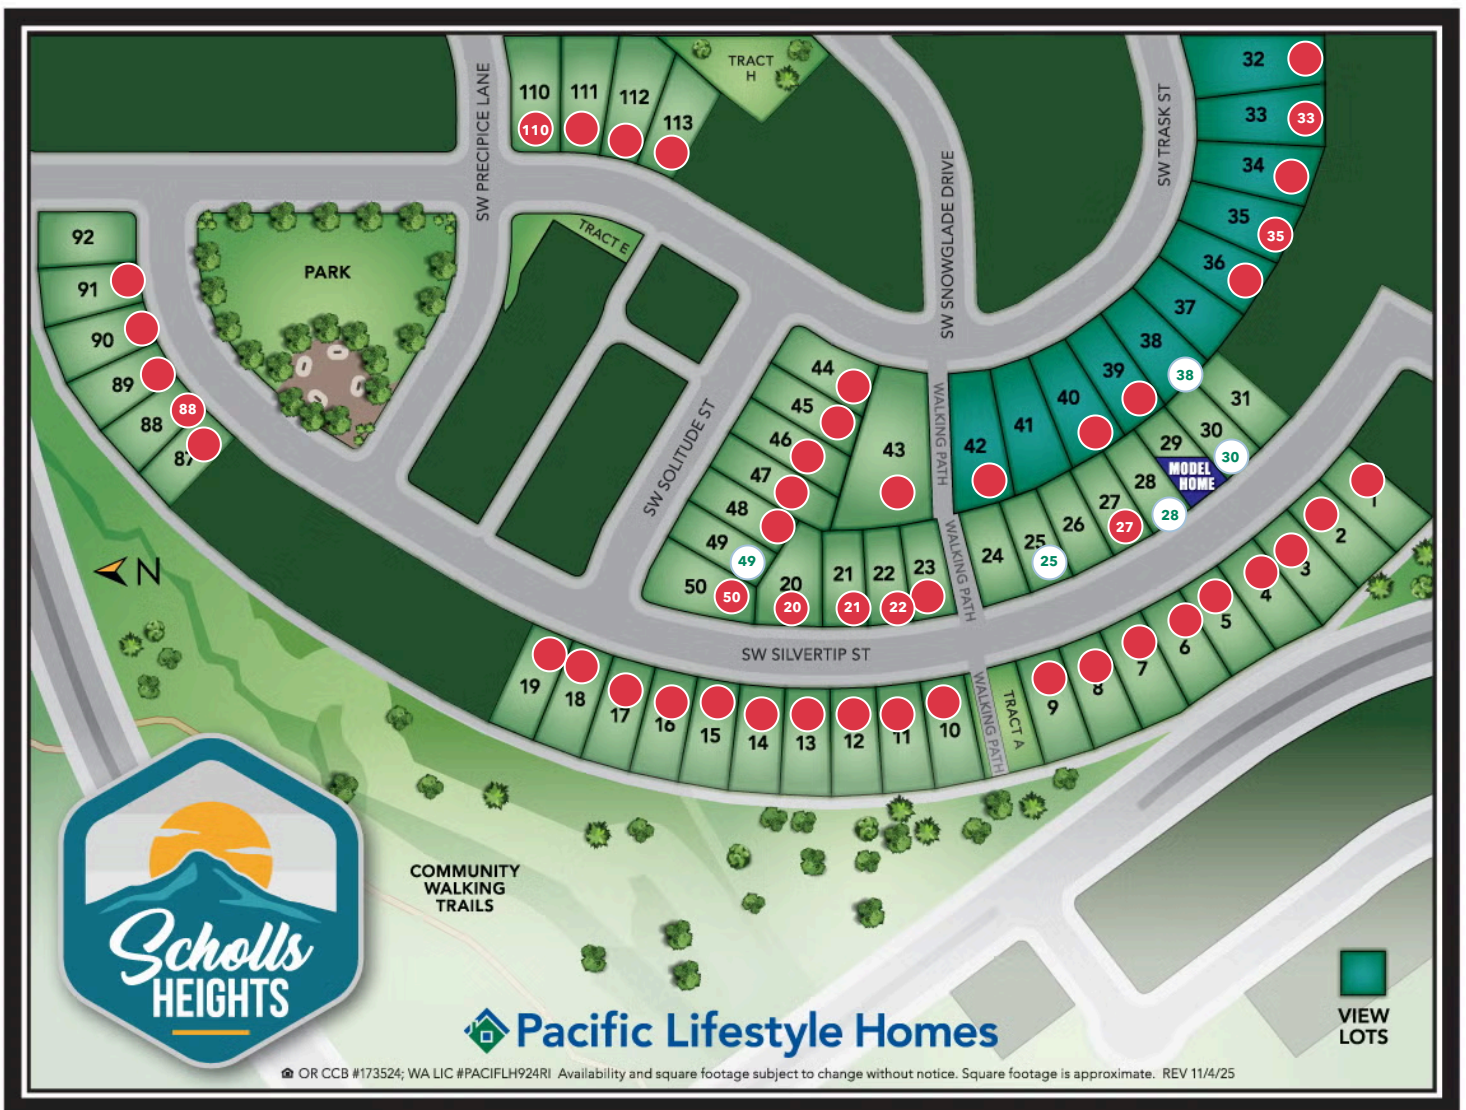 110
111
112
113
110
TRACT
H
SW PRECIPICE LANE
SW SNOWGLADE DRIVE
SW TRASK ST
32
33
33
34
35
35
36
37
38
38
39
40
41
42
92
91
90
89
88
88
87
PARK
TRACT E
SW SOLITUDE ST
44
45
46
47
48
49
49
50
50
43
WALKING PATH
20
20
21
21
22
22
23
WALKING PATH
24
25
25
26
27
27
28
28
29
30
30
31
MODEL
HOME
1
2
3
4
5
6
7
8
9
TRACT A
WALKING PATH
10
11
12
13
14
15
16
17
18
19
SW SILVERTIP ST
N
COMMUNITY
WALKING
TRAILS
Scholls
HEIGHTS
Pacific Lifestyle Homes
VIEW
LOTS
OR CCB #173524; WA LIC #PACIFLH924RI Availability and square footage subject to change without notice. Square footage is approximate. REV 11/4/25